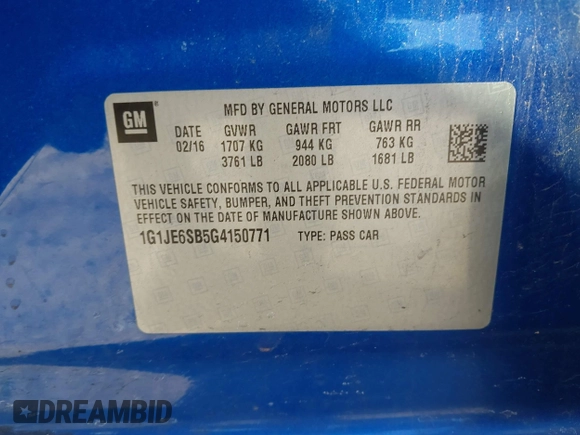 GM
MFD BY GENERAL MOTORS LLC
DATE GVWR GAWR FRT GAWR RR
02/16 1707 KG 944 KG 763 KG
3761 LB 2080 LB 1681 LB
THIS VEHICLE CONFORMS TO ALL APPLICABLE U.S. FEDERAL MOTOR
VEHICLE SAFETY, BUMPER, AND THEFT PREVENTION STANDARDS IN
EFFECT ON THE DATE OF MANUFACTURE SHOWN ABOVE.
1G1JE6SB5G4150771 TYPE: PASS CAR
DREAMBID